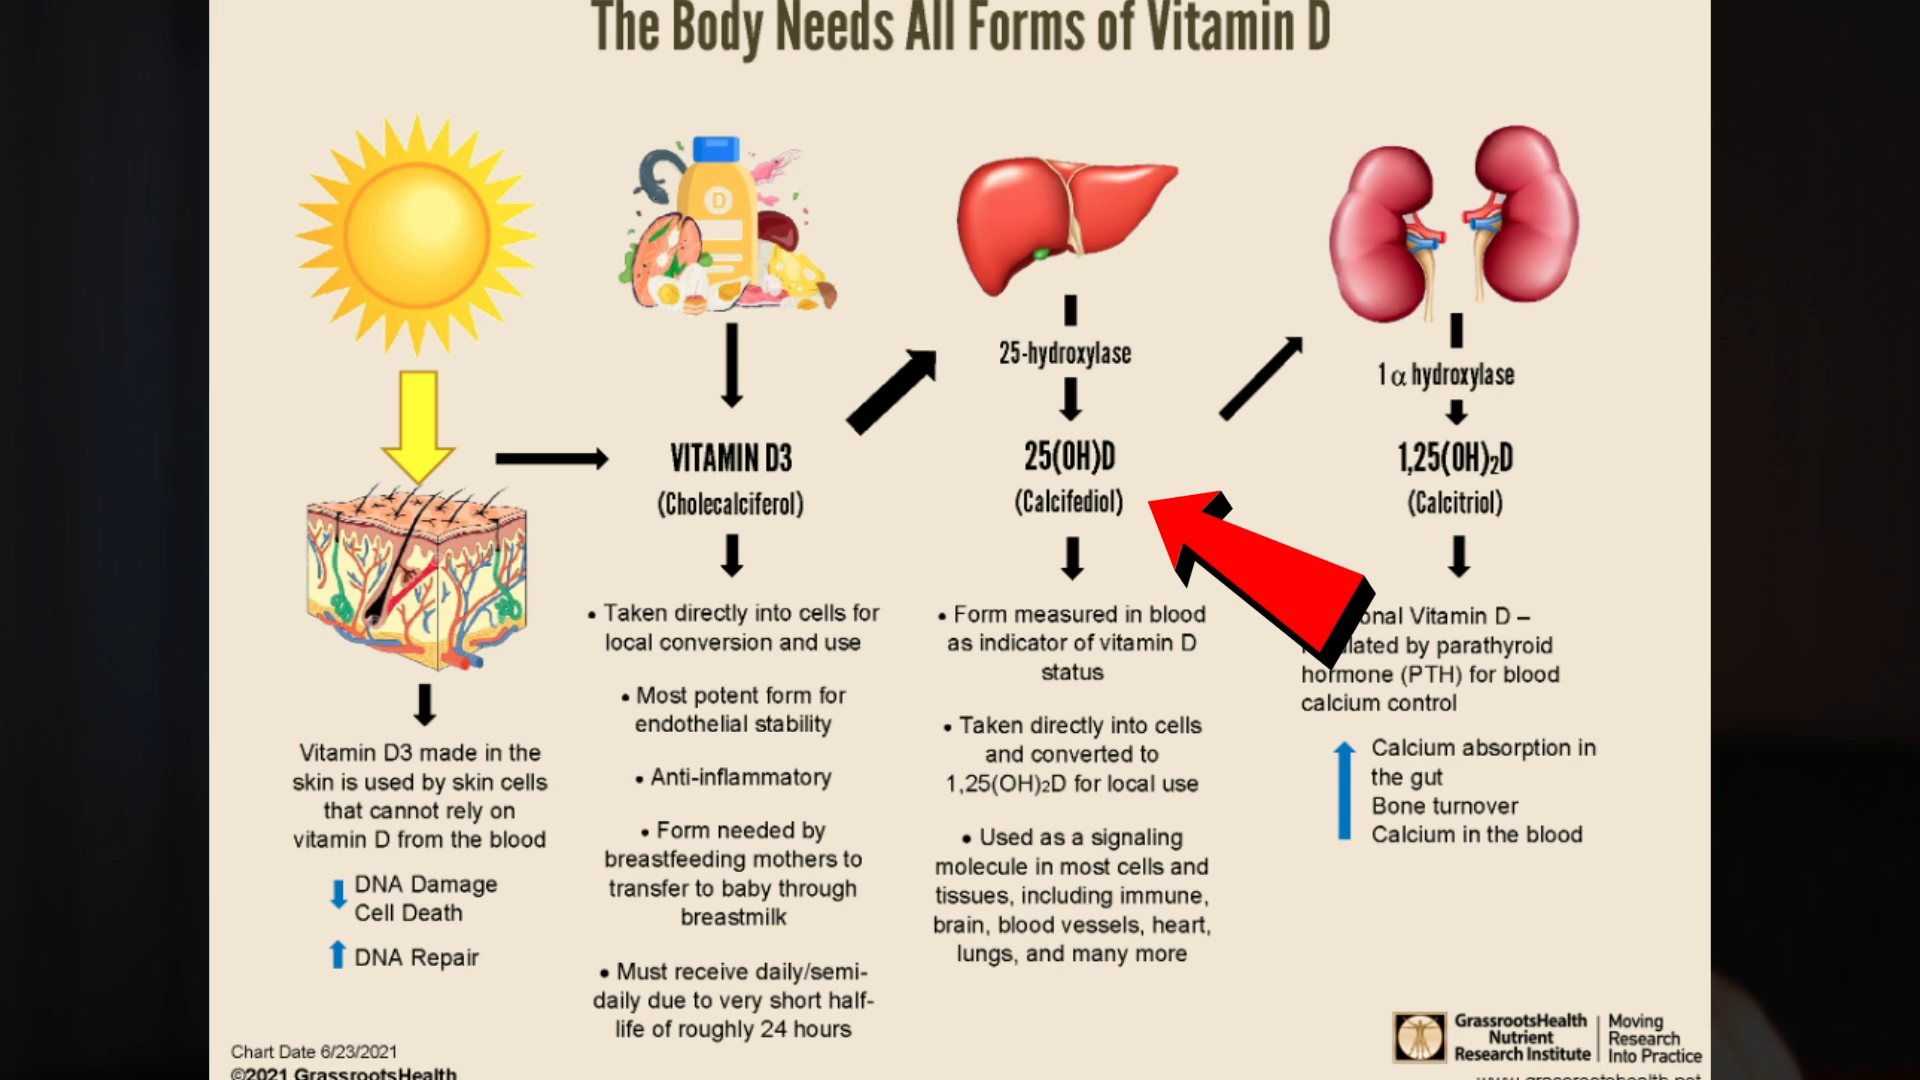 The Body Needs All Forms of Vitamin D
D
25-hydroxylase
1 α hydroxylase
VITAMIN D3
(Cholecalciferol)
25(OH)D
(Calcifediol)
1,25(OH)₂D
(Calcitriol)
Vitamin D3 made in the
skin is used by skin cells
that cannot rely on
vitamin D from the blood
DNA Damage
Cell Death
DNA Repair
• Taken directly into cells for
local conversion and use
• Most potent form for
endothelial stability
• Anti-inflammatory
• Form needed by
breastfeeding mothers to
transfer to baby through
breastmilk
• Must receive daily/semi-
daily due to very short half-
life of roughly 24 hours
• Form measured in blood
as indicator of vitamin D
status
• Taken directly into cells
and converted to
1,25(OH)₂D for local use
• Used as a signaling
molecule in most cells and
tissues, including immune,
brain, blood vessels, heart,
lungs, and many more
Vitamin D –
by parathyroid
hormone (PTH) for blood
calcium control
Calcium absorption in
the gut
Bone turnover
Calcium in the blood
Chart Date 6/23/2021
©2021 GrassrootsHealth
GrassrootsHealth
Nutrient
Research Institute
Moving
Research
Into Practice